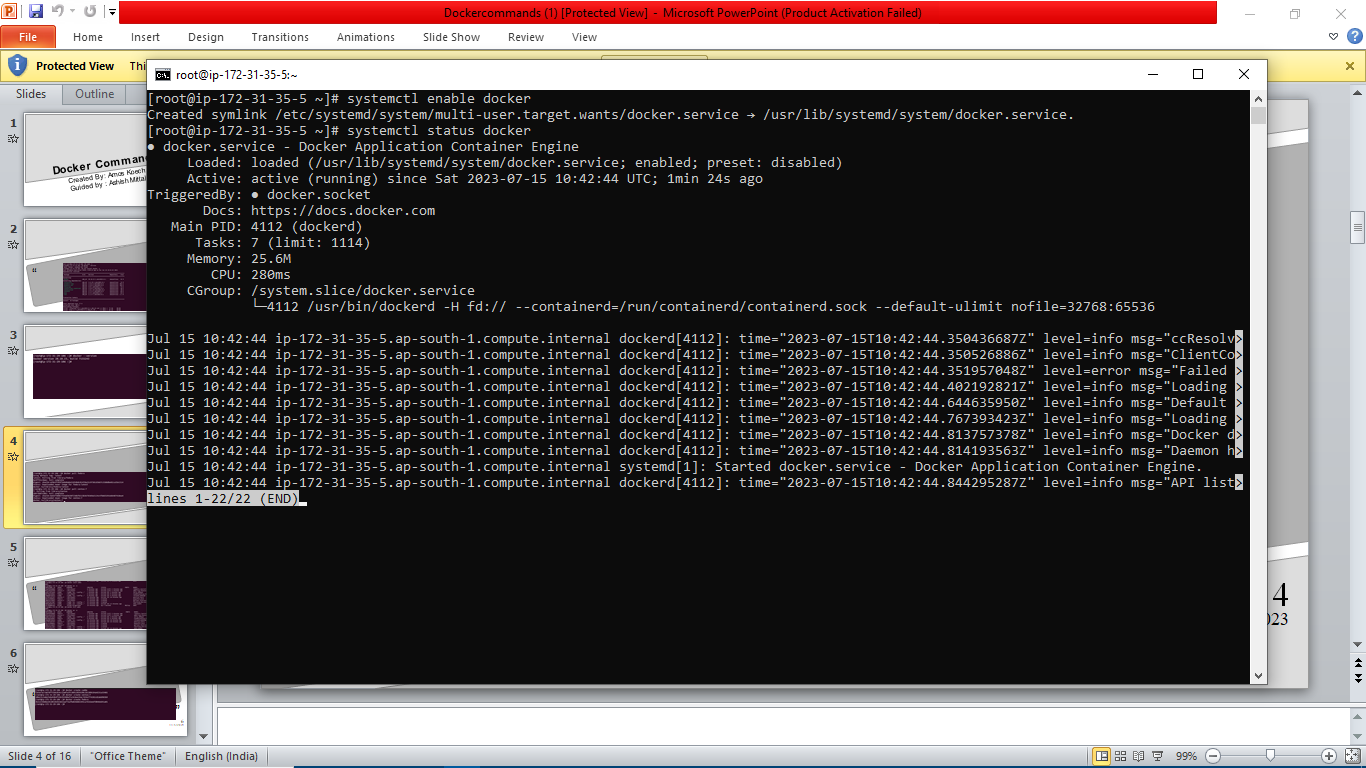 Dockercommands (1) [Protected View] - Microsoft PowerPoint (Product Activation Failed)
File Home Insert Design Transitions Animations Slide Show Review View
Protected View Thi
Slides Outline
root@ip-172-31-35-5:~
[root@ip-172-31-35-5 ~]# systemctl enable docker
Created symlink /etc/systemd/system/multi-user.target.wants/docker.service → /usr/lib/systemd/system/docker.service.
[root@ip-172-31-35-5 ~]# systemctl status docker
● docker.service - Docker Application Container Engine
Loaded: loaded (/usr/lib/systemd/system/docker.service; enabled; preset: disabled)
Active: active (running) since Sat 2023-07-15 10:42:44 UTC; 1min 24s ago
TriggeredBy: ● docker.socket
Docs: https://docs.docker.com
Main PID: 4112 (dockerd)
Tasks: 7 (limit: 1114)
Memory: 25.6M
CPU: 280ms
CGroup: /system.slice/docker.service
└─4112 /usr/bin/dockerd -H fd:// --containerd=/run/containerd/containerd.sock --default-ulimit nofile=32768:65536
Jul 15 10:42:44 ip-172-31-35-5.ap-south-1.compute.internal dockerd[4112]: time="2023-07-15T10:42:44.350436687Z" level=info msg="ccResolv>
Jul 15 10:42:44 ip-172-31-35-5.ap-south-1.compute.internal dockerd[4112]: time="2023-07-15T10:42:44.350526886Z" level=info msg="ClientCo>
Jul 15 10:42:44 ip-172-31-35-5.ap-south-1.compute.internal dockerd[4112]: time="2023-07-15T10:42:44.351957048Z" level=error msg="Failed >
Jul 15 10:42:44 ip-172-31-35-5.ap-south-1.compute.internal dockerd[4112]: time="2023-07-15T10:42:44.402192821Z" level=info msg="Loading >
Jul 15 10:42:44 ip-172-31-35-5.ap-south-1.compute.internal dockerd[4112]: time="2023-07-15T10:42:44.644635950Z" level=info msg="Default >
Jul 15 10:42:44 ip-172-31-35-5.ap-south-1.compute.internal dockerd[4112]: time="2023-07-15T10:42:44.767393423Z" level=info msg="Loading >
Jul 15 10:42:44 ip-172-31-35-5.ap-south-1.compute.internal dockerd[4112]: time="2023-07-15T10:42:44.813757378Z" level=info msg="Docker d>
Jul 15 10:42:44 ip-172-31-35-5.ap-south-1.compute.internal dockerd[4112]: time="2023-07-15T10:42:44.814193563Z" level=info msg="Daemon h>
Jul 15 10:42:44 ip-172-31-35-5.ap-south-1.compute.internal systemd[1]: Started docker.service - Docker Application Container Engine.
Jul 15 10:42:44 ip-172-31-35-5.ap-south-1.compute.internal dockerd[4112]: time="2023-07-15T10:42:44.844295287Z" level=info msg="API list>
lines 1-22/22 (END)
1
Docker Comman
Created By: Amos Koech
Guided by : Ashish Mittal
2
3
4
5
6
4
023
Slide 4 of 16 "Office Theme" English (India) 99%